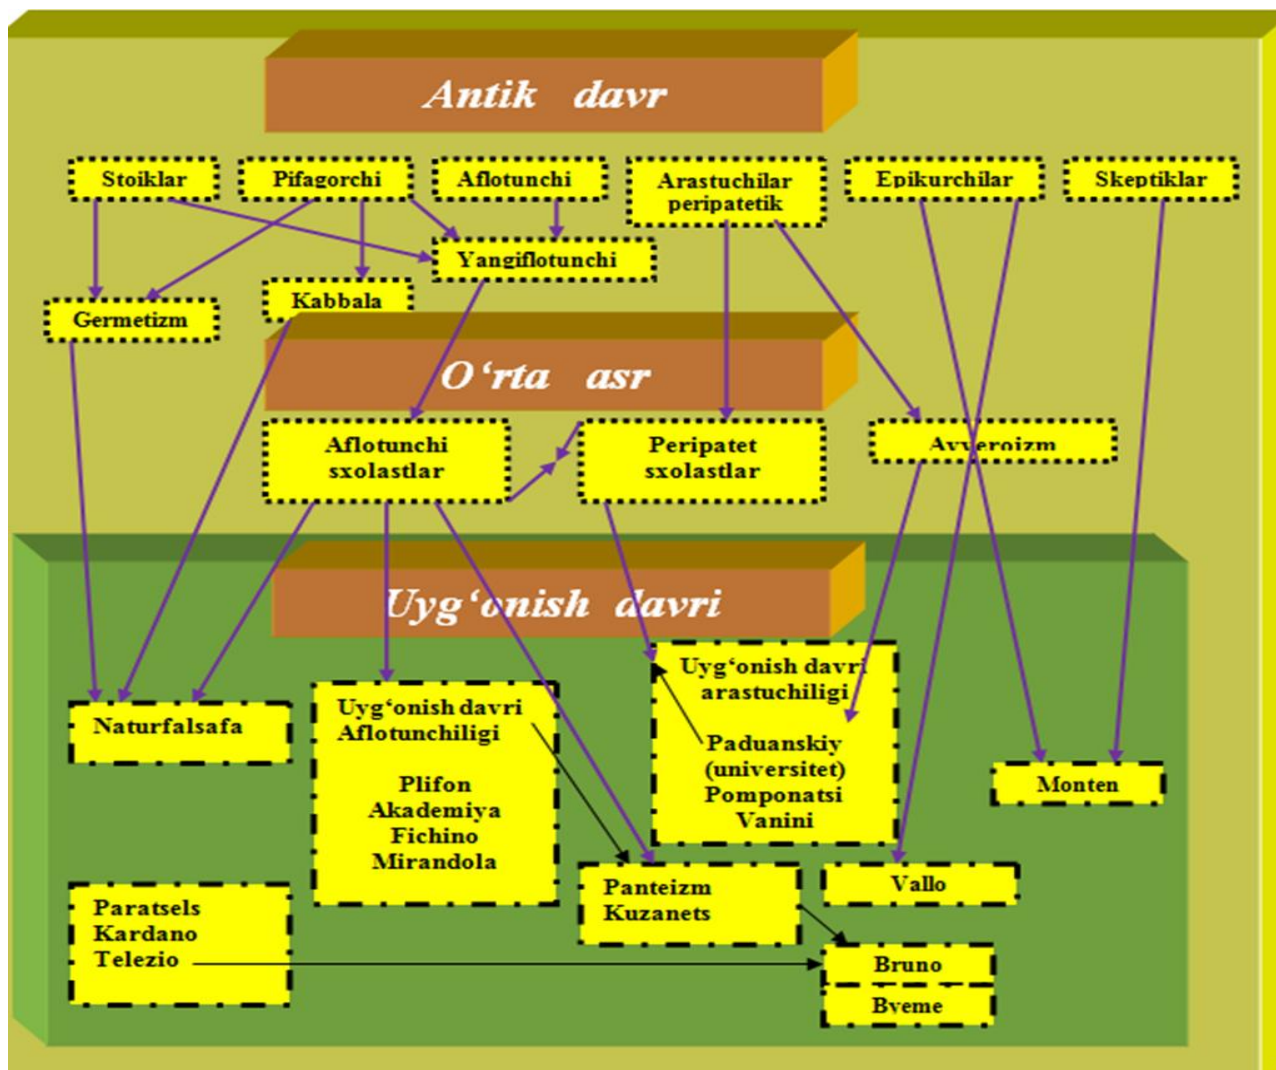 Antik davr
Stoiklar
Pifagorchi
Aflotunchi
Arastuchilar
peripatetik
Epikurchilar
Skeptiklar
Yangiflotunchi
Kabbala
Germetizm
O‘rta asr
Aflotunchi
sxolastlar
Peripatet
sxolastlar
Avveroizm
Uyg‘onish davri
Naturfalsafa
Uyg‘onish davri
Aflotunchiligi
Plifon
Akademiya
Fichino
Mirandola
Uyg‘onish davri
arastuchiligi
Paduanskiy
(universitet)
Pomponatsi
Vanini
Monten
Paratsels
Kardano
Telezio
Panteizm
Kuzanets
Vallo
Bruno
Byeme